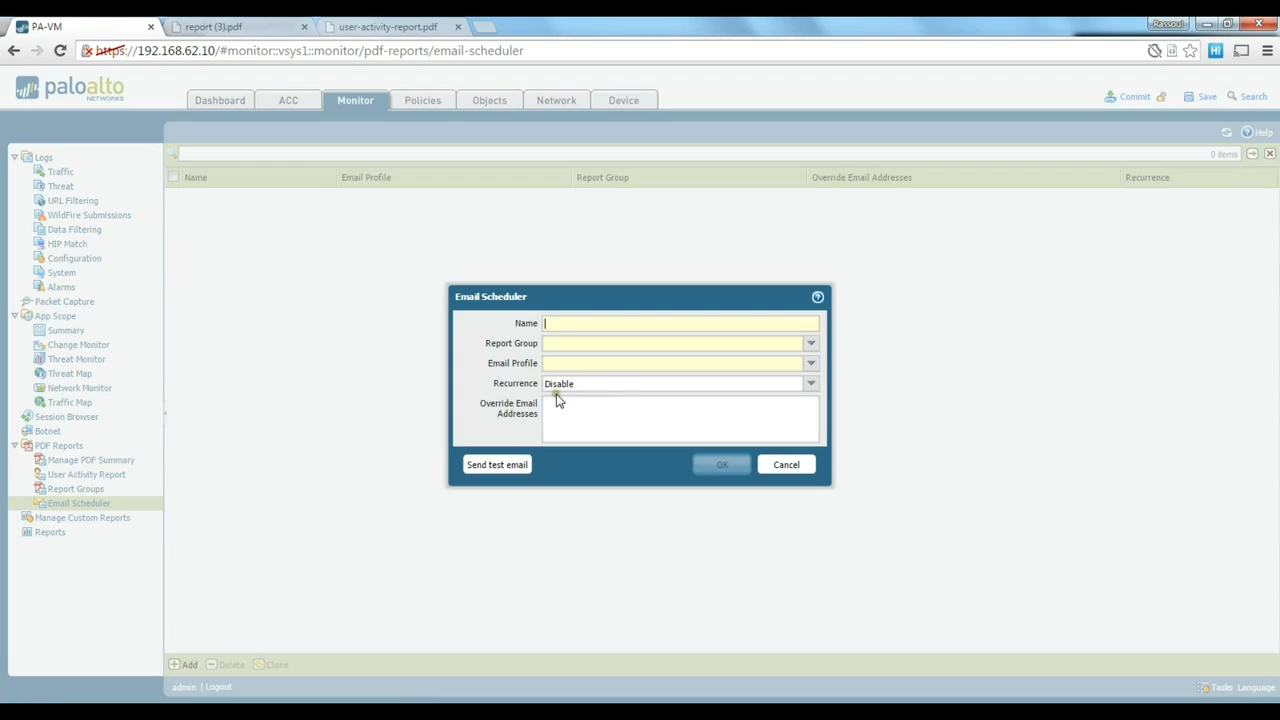 PA-VM
report (3).pdf
user-activity-report.pdf
Rassoul
https://192.168.62.10/#monitor::vsys1::monitor/pdf-reports/email-scheduler
paloalto
NETWORKS
Dashboard
ACC
Monitor
Policies
Objects
Network
Device
Commit
Save
Search
Help
0 items
Name
Email Profile
Report Group
Override Email Addresses
Recurrence
Logs
Traffic
Threat
URL Filtering
WildFire Submissions
Data Filtering
HIP Match
Configuration
System
Alarms
Packet Capture
App Scope
Summary
Change Monitor
Threat Monitor
Threat Map
Network Monitor
Traffic Map
Session Browser
Botnet
PDF Reports
Manage PDF Summary
User Activity Report
Report Groups
Email Scheduler
Manage Custom Reports
Reports
Email Scheduler
Name
Report Group
Email Profile
Recurrence
Disable
Override Email
Addresses
Send test email
OK
Cancel
Add
Delete
Clone
admin | Logout
Tasks
Language